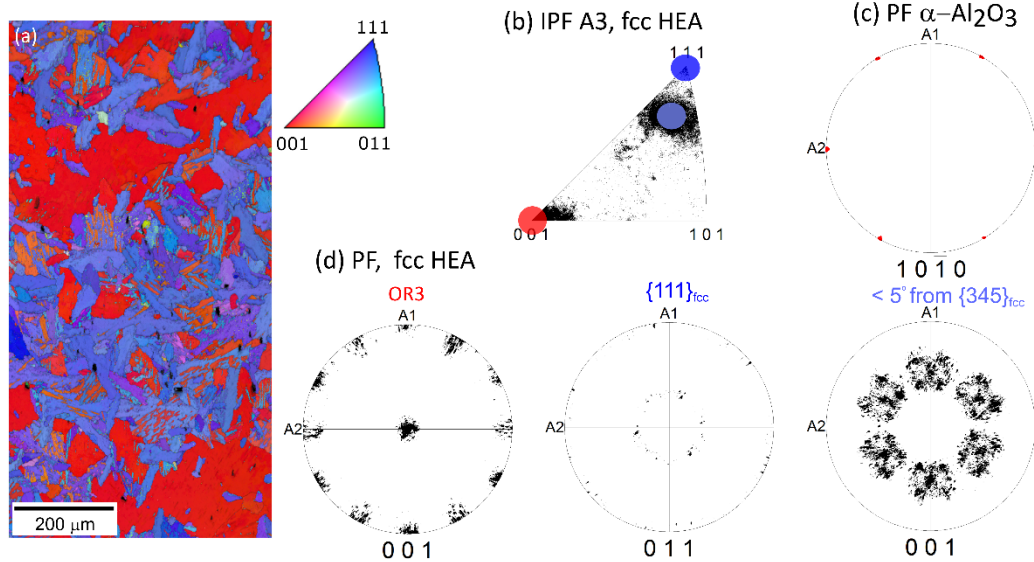 (a)
111
001
011
200 μm
(b) IPF A3, fcc HEA
1 1 1
0 0 1
1 0 1
(c) PF α–Al2O3
A1
A2
1 0 1̅ 0
(d) PF, fcc HEA
OR3
A1
A2
0 0 1
{111}fcc
A1
A2
0 1 1
< 5° from {345}fcc
A1
A2
0 0 1